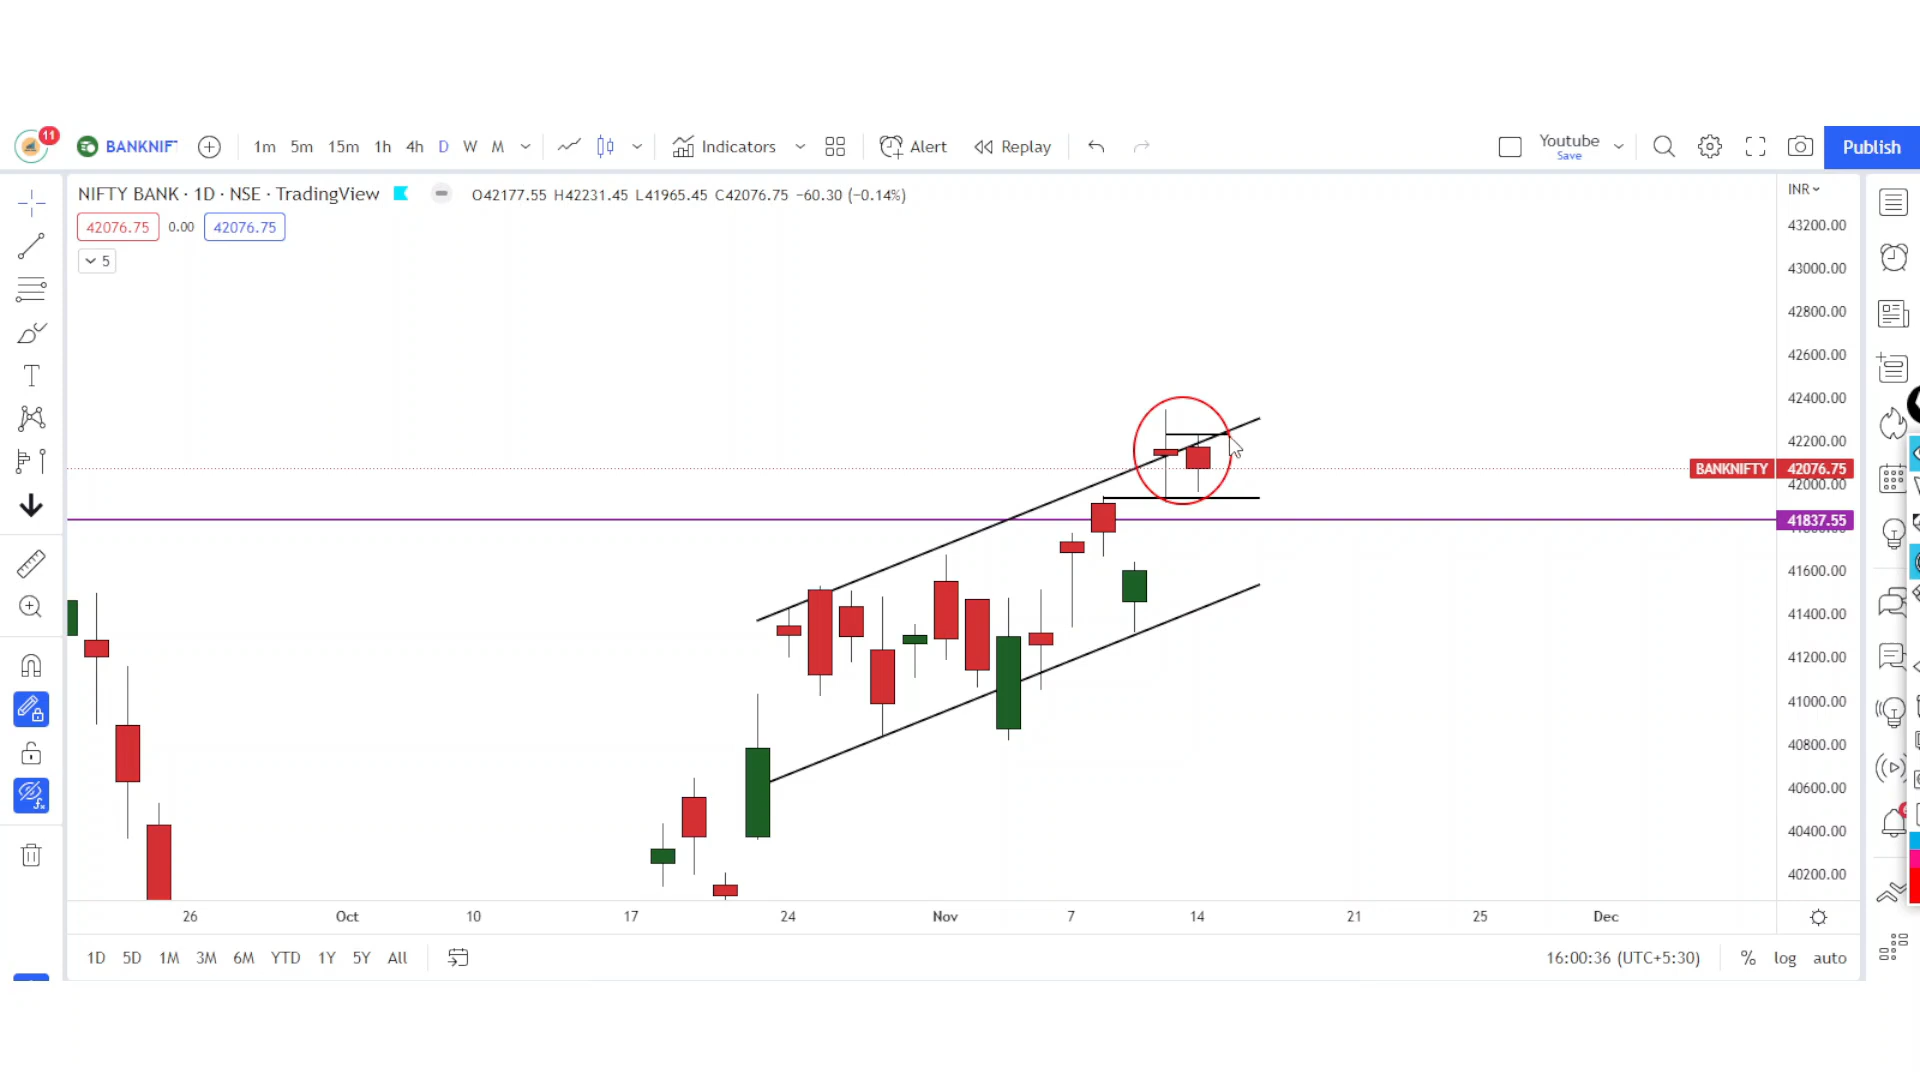 11 BANKNIF 1m 5m 15m 1h 4h D W M Indicators Alert Replay Youtube Save Publish
NIFTY BANK · 1D · NSE · TradingView O42177.55 H42231.45 L41965.45 C42076.75 −60.30 (−0.14%)
INR
42076.75 0.00 42076.75
5
43200.00
43000.00
42800.00
42600.00
42400.00
42200.00
BANKNIFTY 42076.75
42000.00
41837.55
41600.00
41400.00
41200.00
41000.00
40800.00
40600.00
40400.00
40200.00
26 Oct 10 17 24 Nov 7 14 21 25 Dec
1D 5D 1M 3M 6M YTD 1Y 5Y All 16:00:36 (UTC+5:30) % log auto